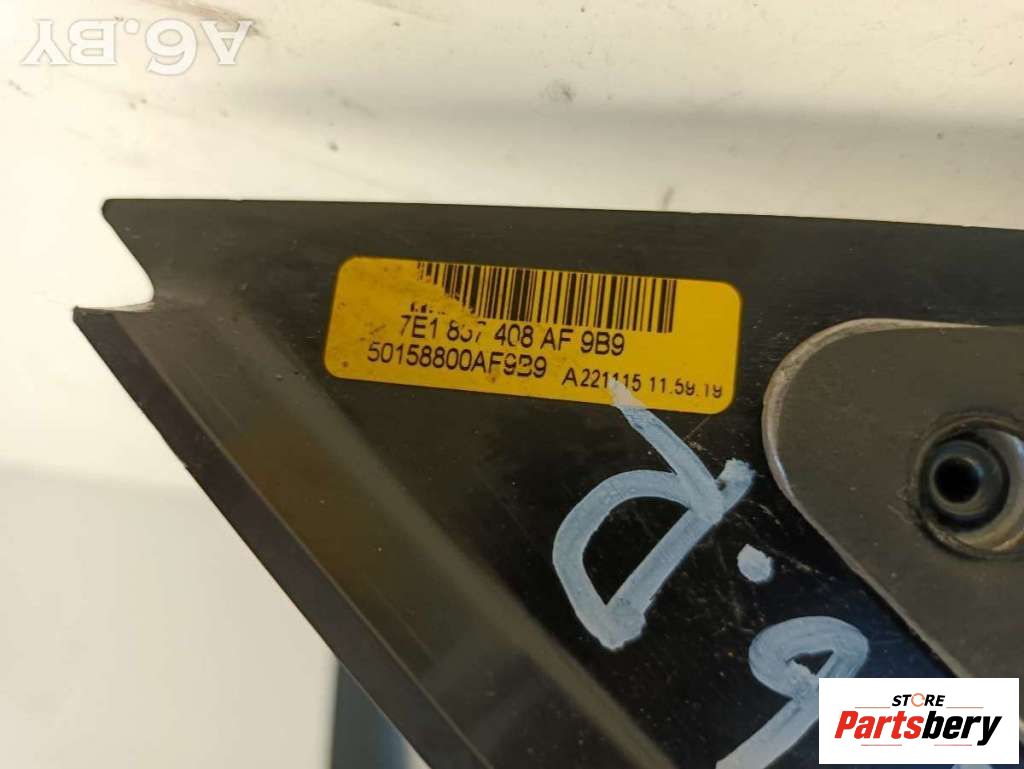 A6.BY
7E1 837 408 AF 9B9
50158800AF9B9 A221115 11.59.19
STORE
Partsbery